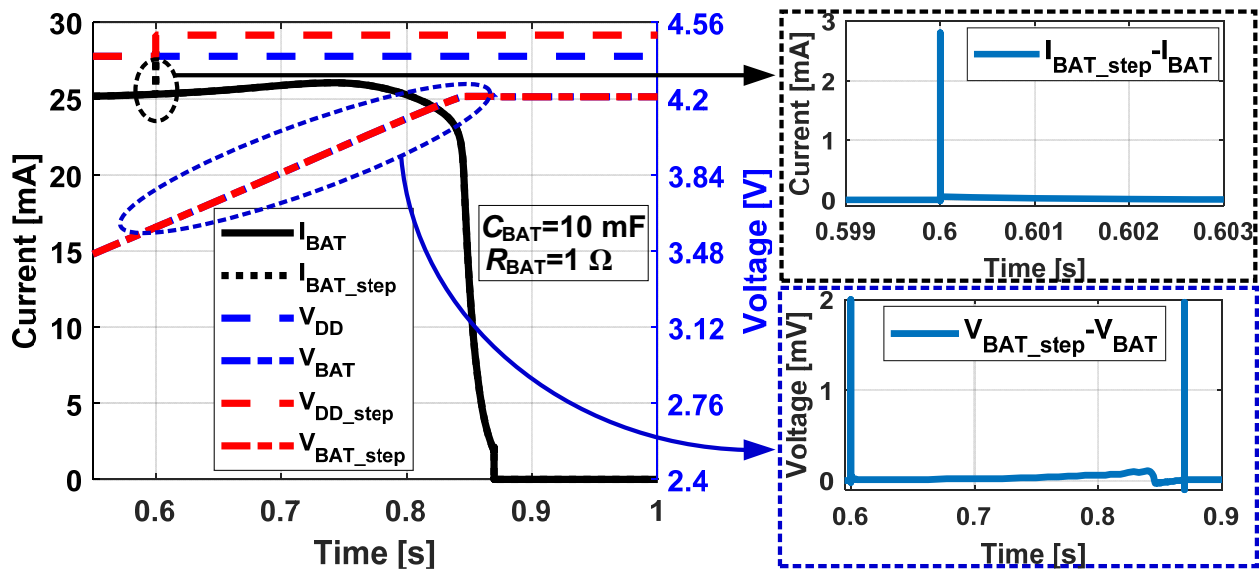 30
25
20
15
10
5
0
Current [mA]
0.6
0.7
0.8
0.9
1
Time [s]
4.56
4.2
3.84
3.48
3.12
2.76
2.4
Voltage [V]
I_BAT
I_BAT_step
V_DD
V_BAT
V_DD_step
V_BAT_step
C_BAT=10 mF
R_BAT=1 Ω
3
2
1
0
Current [mA]
I_BAT_step-I_BAT
0.599
0.6
0.601
0.602
0.603
Time [s]
2
1
0
Voltage [mV]
V_BAT_step-V_BAT
0.6
0.7
0.8
0.9
Time [s]